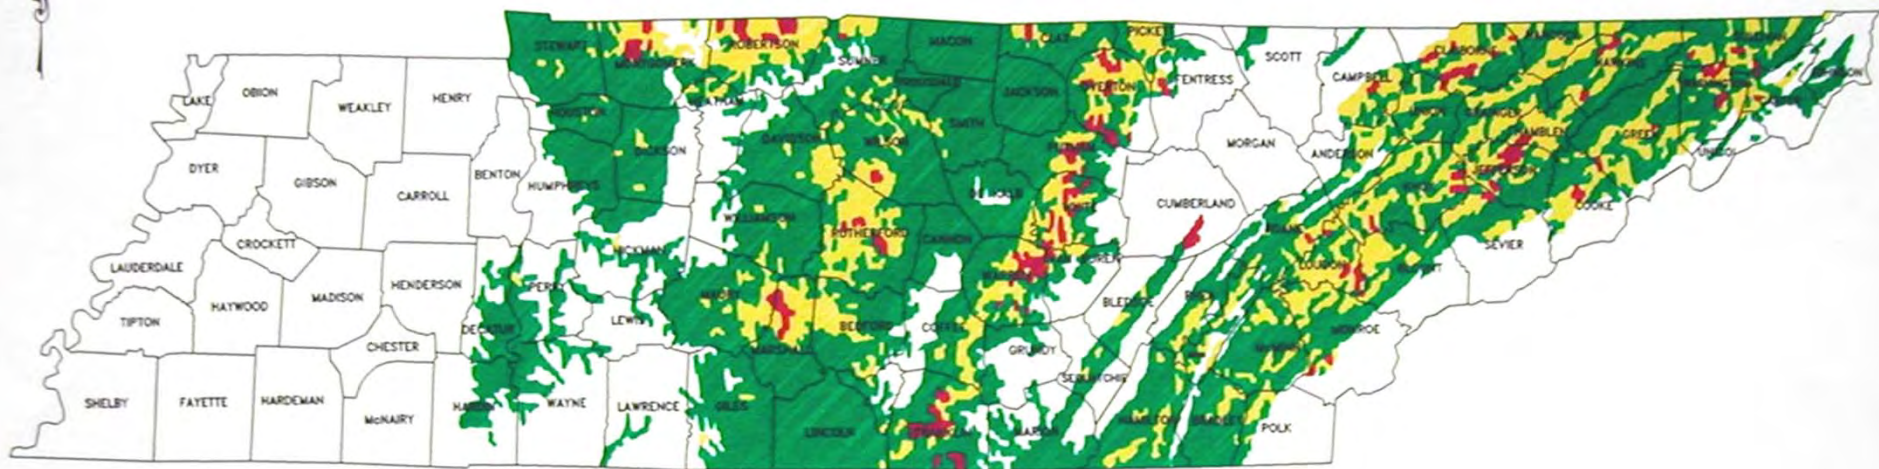 STEWART
MONTGOMERY
ROBERTSON
SUMNER
MACON
CLAY
PICKETT
SCOTT
CLAIBORNE
HANCOCK
HAWKINS
SULLIVAN
JOHNSON
LAKE
OBION
WEAKLEY
HENRY
HOUSTON
CHEATHAM
TROUSDALE
JACKSON
OVERTON
FENTRESS
CAMPBELL
UNION
GRAINGER
WASHINGTON
CARTER
DYER
GIBSON
CARROLL
BENTON
HUMPHREYS
DICKSON
DAVIDSON
WILSON
SMITH
PUTNAM
MORGAN
ANDERSON
HAMBLEN
GREENE
UNICOI
CROCKETT
WILLIAMSON
RUTHERFORD
CANNON
DE KALB
WHITE
CUMBERLAND
ROANE
KNOX
JEFFERSON
COCKE
SEVIER
LAUDERDALE
HAYWOOD
MADISON
HENDERSON
DECATUR
PERRY
HICKMAN
LEWIS
MAURY
MARSHALL
BEDFORD
COFFEE
WARREN
VAN BUREN
BLEDSOE
RHEA
LOUDON
BLOUNT
MONROE
TIPTON
CHESTER
GRUNDY
SEQUATCHIE
McMINN
SHELBY
FAYETTE
HARDEMAN
McNAIRY
HARDIN
WAYNE
LAWRENCE
GILES
LINCOLN
FRANKLIN
MARION
HAMILTON
BRADLEY
POLK